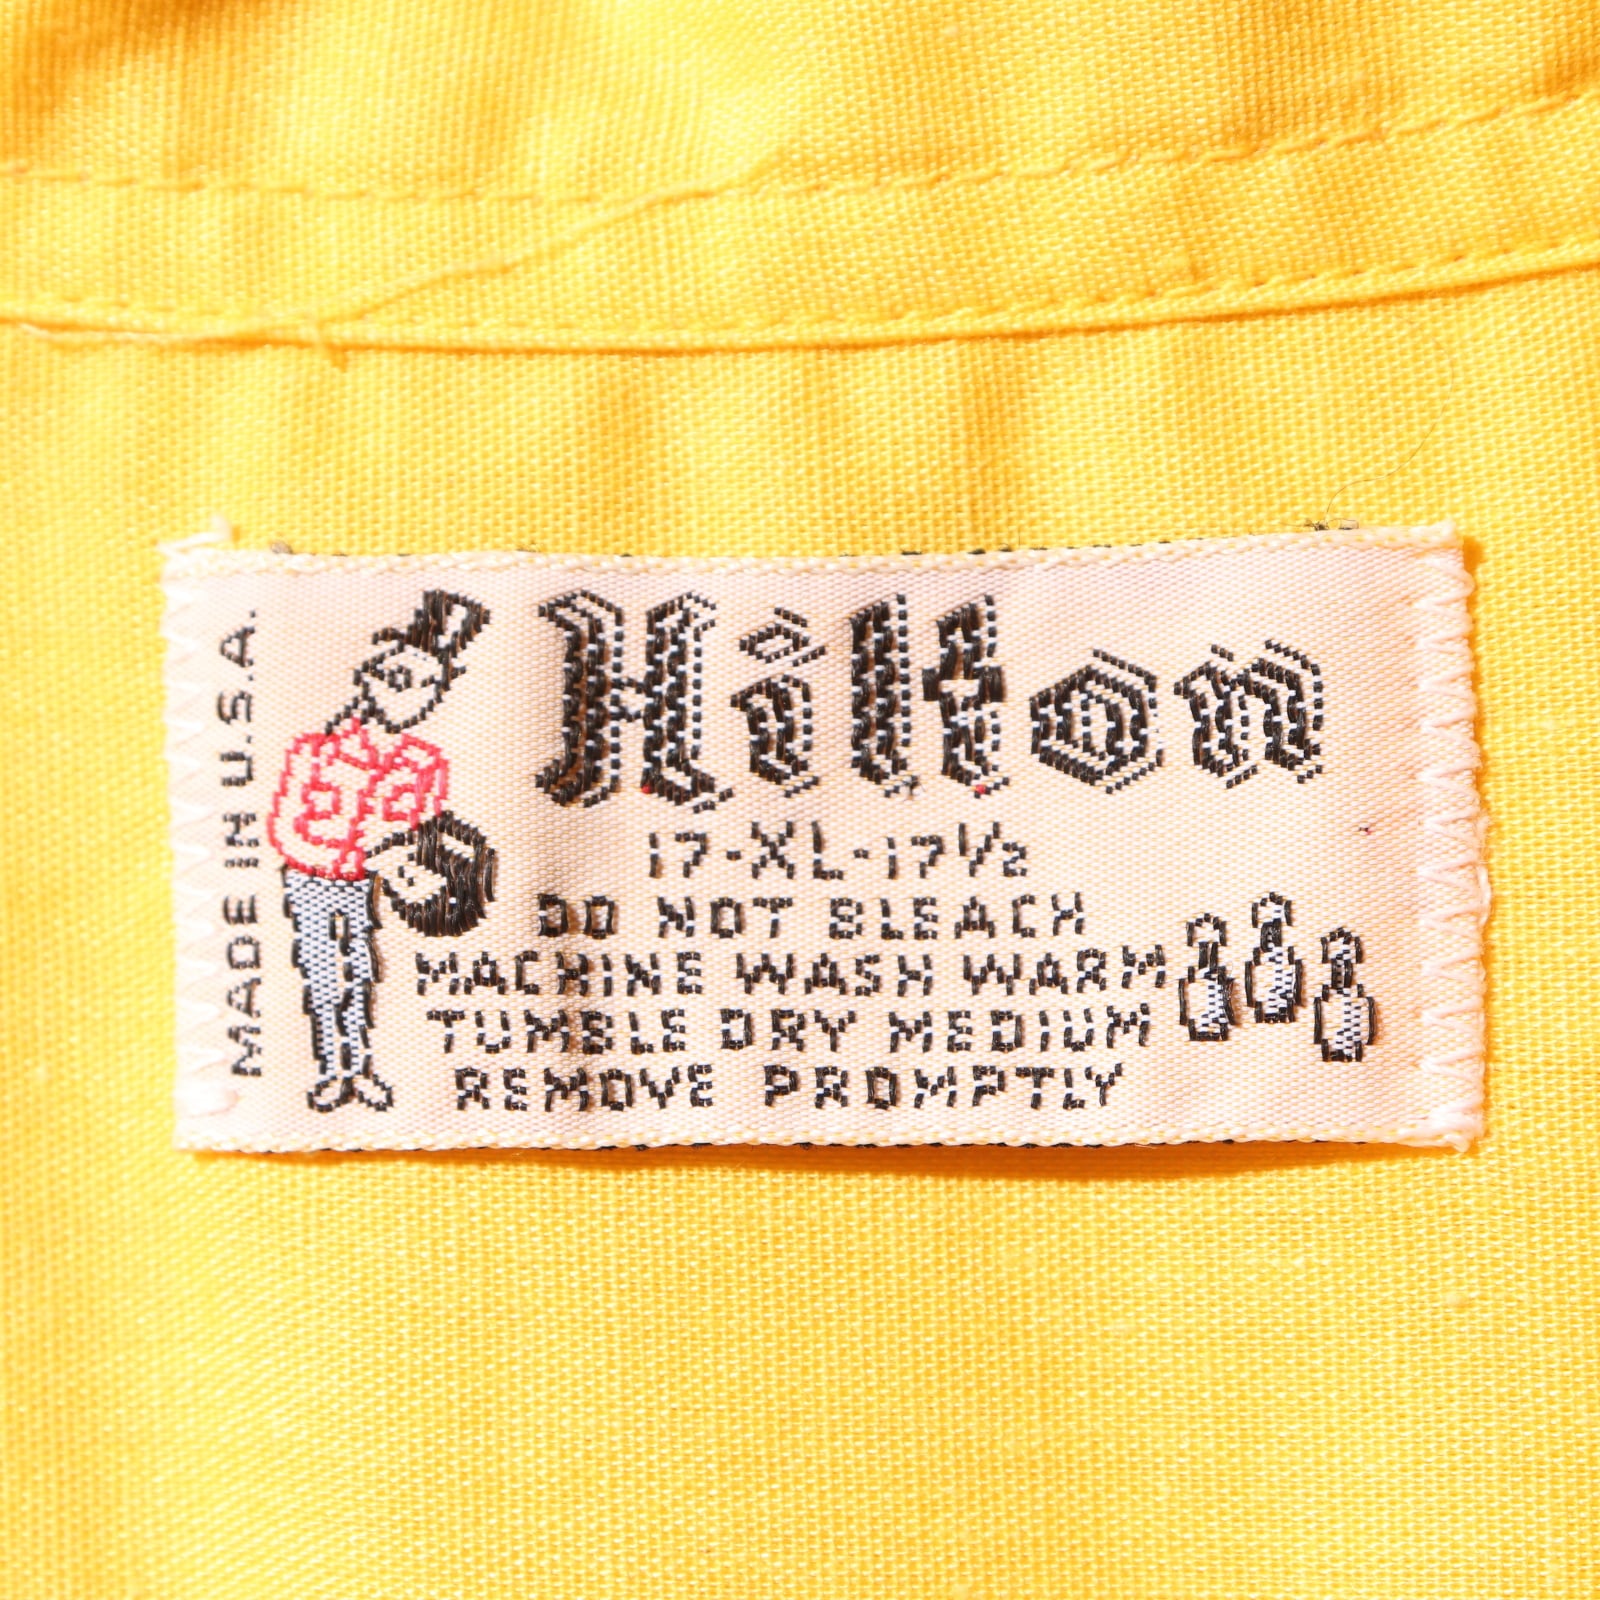 MADE IN U.S.A.
Hilton
17-XL-17½
DO NOT BLEACH
MACHINE WASH WARM
TUMBLE DRY MEDIUM
REMOVE PROMPTLY